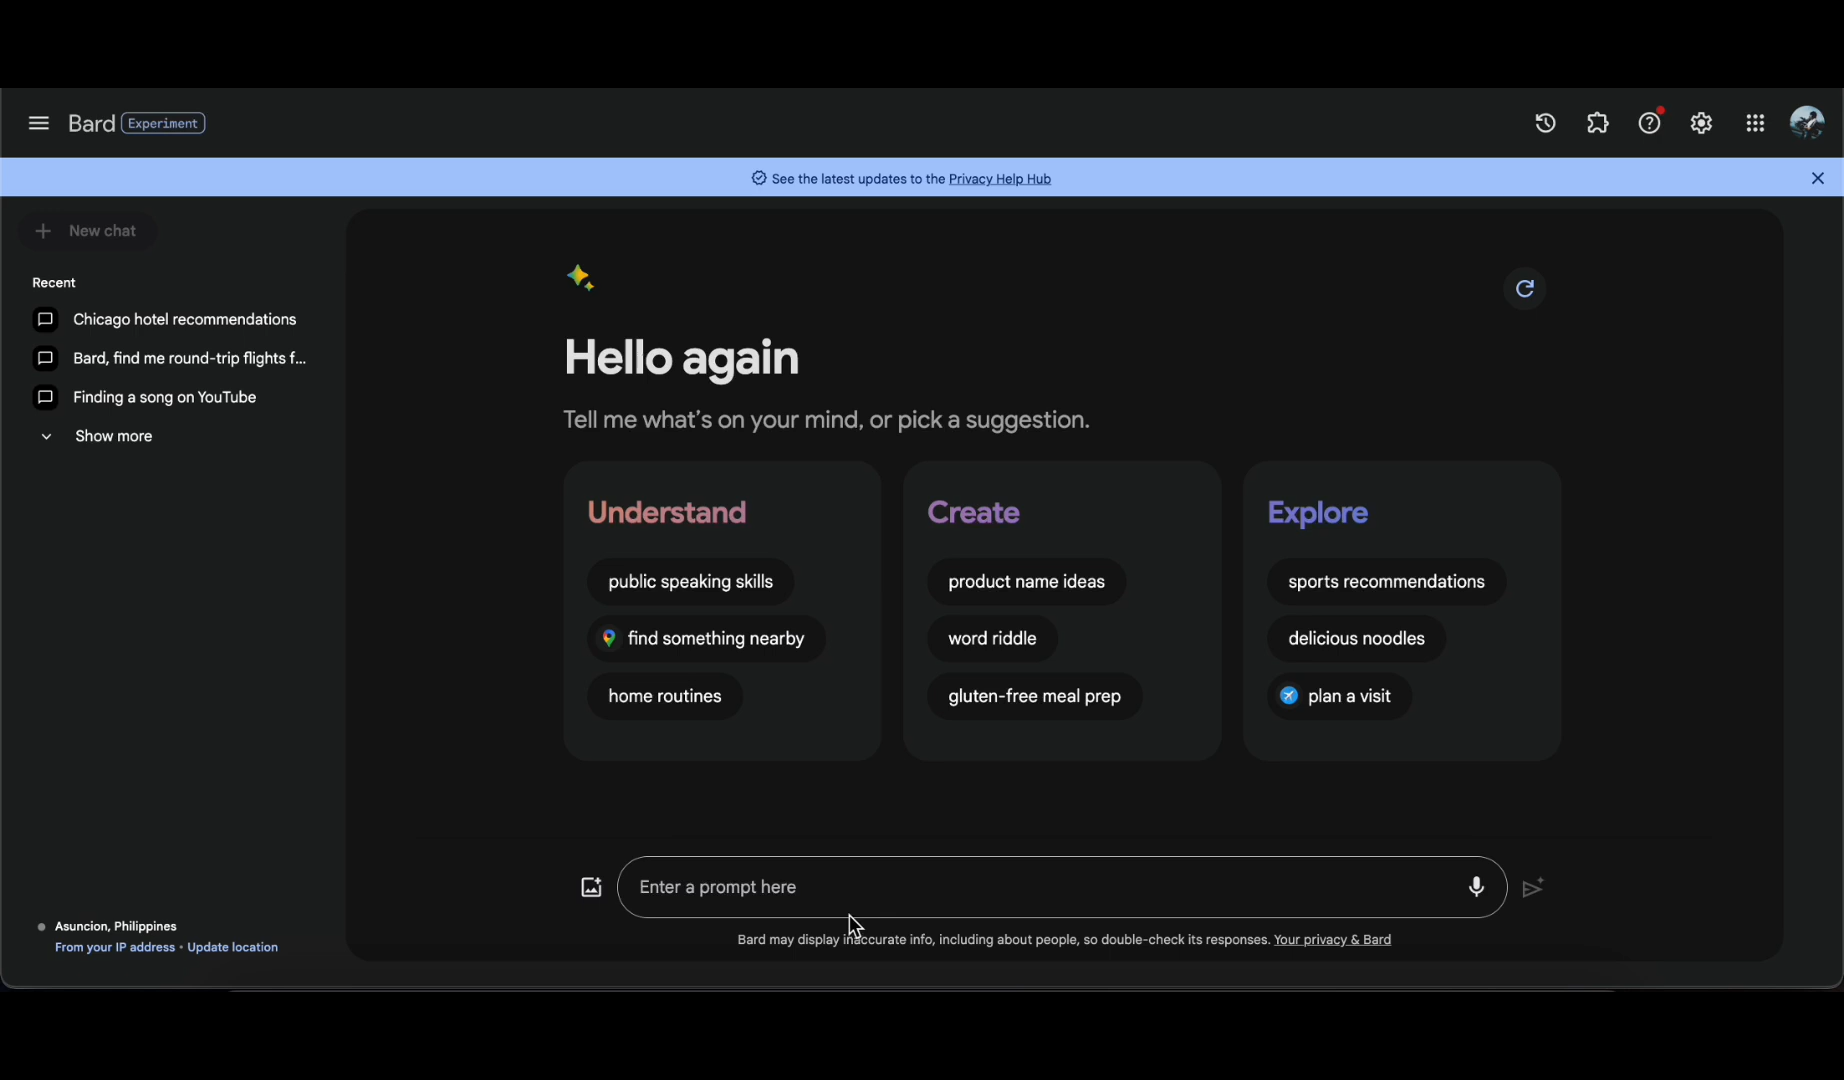 Bard Experiment
See the latest updates to the Privacy Help Hub
New chat
Recent
Chicago hotel recommendations
Bard, find me round-trip flights f...
Finding a song on YouTube
Show more
Hello again
Tell me what's on your mind, or pick a suggestion.
Understand
public speaking skills
find something nearby
home routines
Create
product name ideas
word riddle
gluten-free meal prep
Explore
sports recommendations
delicious noodles
plan a visit
Enter a prompt here
Bard may display inaccurate info, including about people, so double-check its responses. Your privacy & Bard
Asuncion, Philippines
From your IP address • Update location